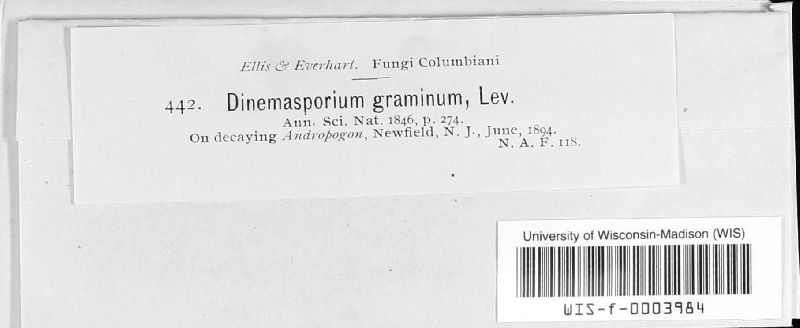 Ellis & Everhart. Fungi Columbiani
442. Dinemasporium graminum, Lev.
Ann. Sci. Nat. 1846, p. 274.
On decaying Andropogon, Newfield, N. J., June, 1894.
N. A. F. 118.
University of Wisconsin-Madison (WIS)
WIS-f-0003984